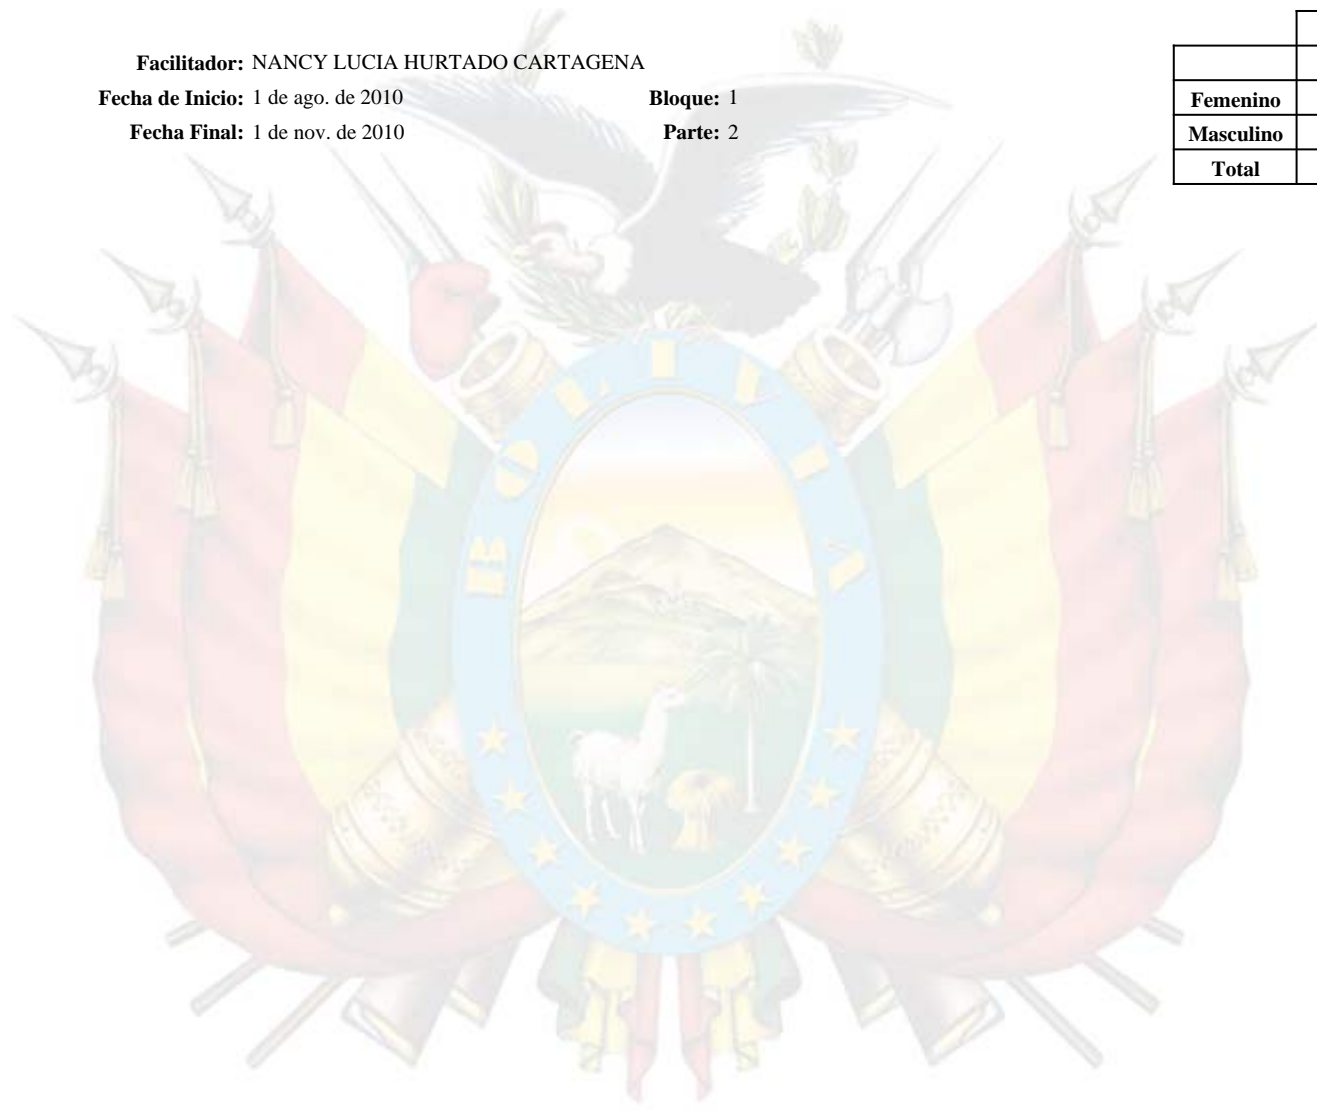 Facilitador: NANCY LUCIA HURTADO CARTAGENA
Fecha de Inicio: 1 de ago. de 2010 Bloque: 1
Fecha Final: 1 de nov. de 2010 Parte: 2
Femenino
Masculino
Total
BOLIVIA